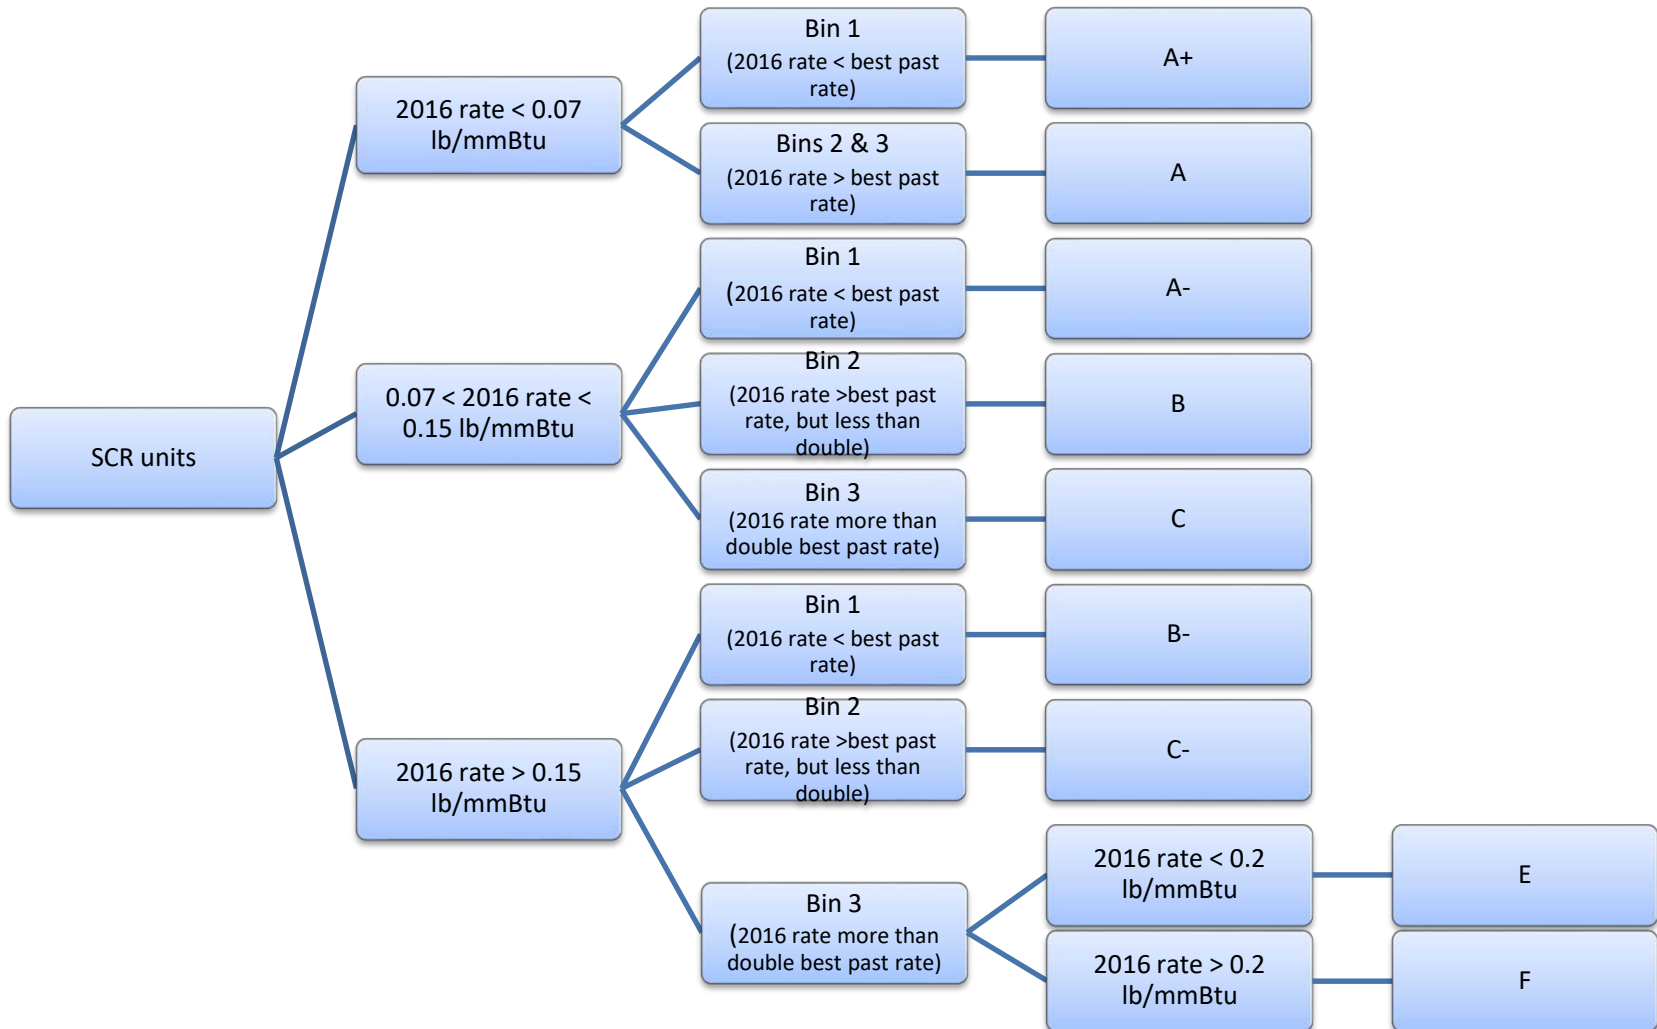 SCR units
2016 rate < 0.07
lb/mmBtu
Bin 1
(2016 rate < best past
rate)
A+
Bins 2 & 3
(2016 rate > best past
rate)
A
0.07 < 2016 rate <
0.15 lb/mmBtu
Bin 1
(2016 rate < best past
rate)
A-
Bin 2
(2016 rate >best past
rate, but less than
double)
B
Bin 3
(2016 rate more than
double best past rate)
C
2016 rate > 0.15
lb/mmBtu
Bin 1
(2016 rate < best past
rate)
B-
Bin 2
(2016 rate >best past
rate, but less than
double)
C-
Bin 3
(2016 rate more than
double best past rate)
2016 rate < 0.2
lb/mmBtu
E
2016 rate > 0.2
lb/mmBtu
F